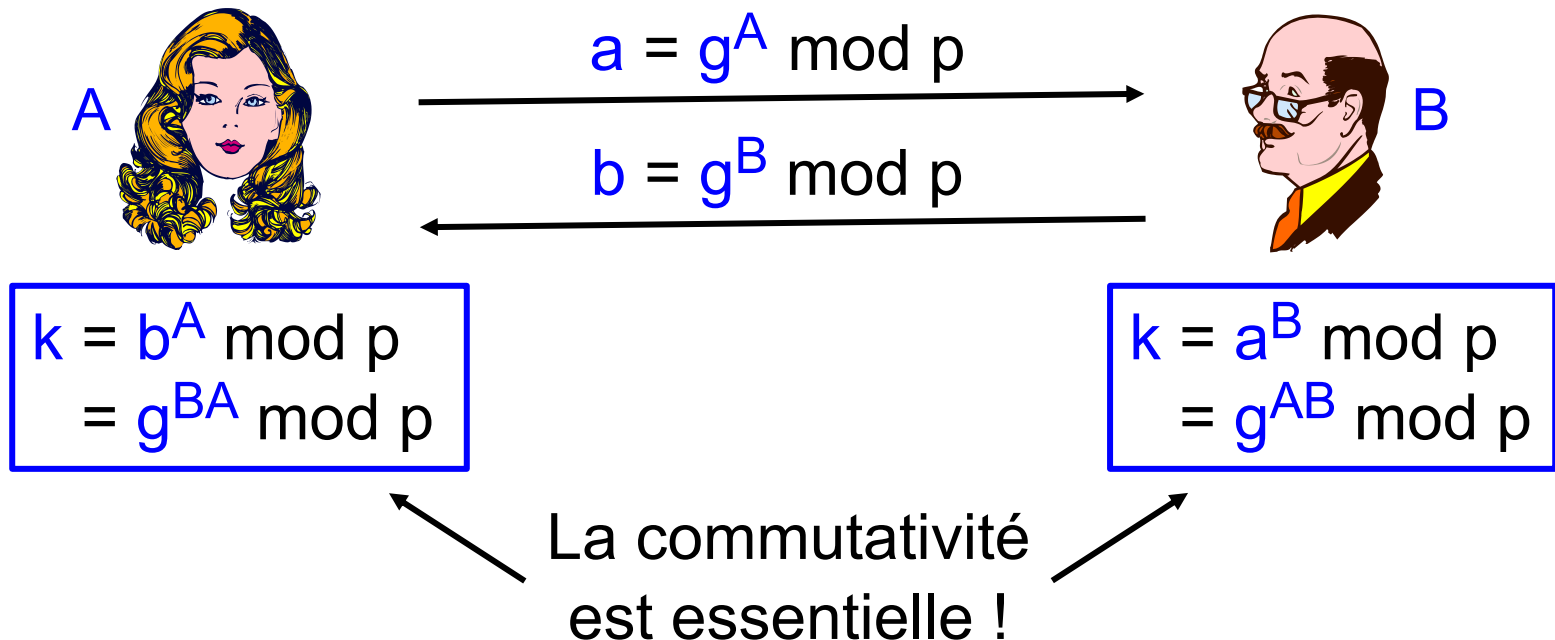 A
a = g^A mod p
b = g^B mod p
B
k = b^A mod p
= g^BA mod p
k = a^B mod p
= g^AB mod p
La commutativité
est essentielle !